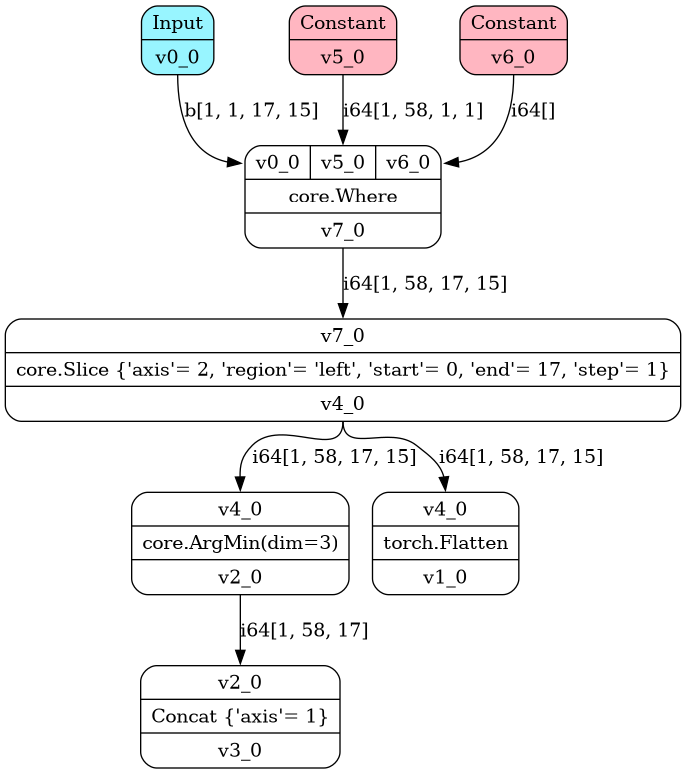 Input
v0_0
Constant
v5_0
Constant
v6_0
b[1, 1, 17, 15]
i64[1, 58, 1, 1]
i64[]
v0_0 v5_0 v6_0
core.Where
v7_0
i64[1, 58, 17, 15]
v7_0
core.Slice {'axis'= 2, 'region'= 'left', 'start'= 0, 'end'= 17, 'step'= 1}
v4_0
i64[1, 58, 17, 15]
i64[1, 58, 17, 15]
v4_0
core.ArgMin(dim=3)
v2_0
v4_0
torch.Flatten
v1_0
i64[1, 58, 17]
v2_0
Concat {'axis'= 1}
v3_0